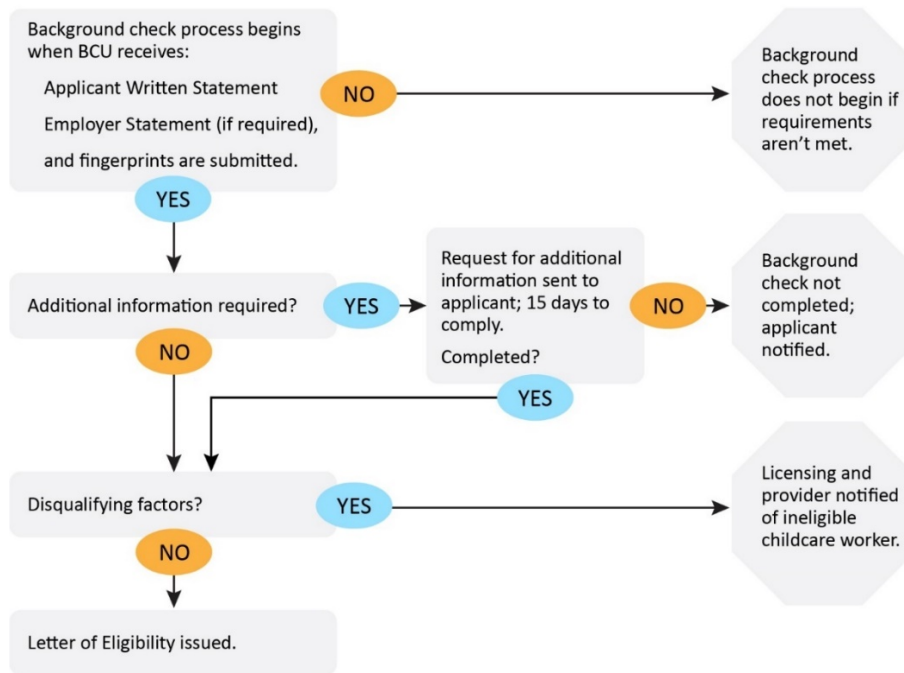 Background check process begins
when BCU receives:
Applicant Written Statement
Employer Statement (if required),
and fingerprints are submitted.
NO
Background
check process
does not begin if
requirements
aren't met.
YES
Additional information required?
YES
Request for additional
information sent to
applicant; 15 days to
comply.
Completed?
NO
Background
check not
completed;
applicant
notified.
NO
YES
Disqualifying factors?
YES
Licensing and
provider notified
of ineligible
childcare worker.
NO
Letter of Eligibility issued.